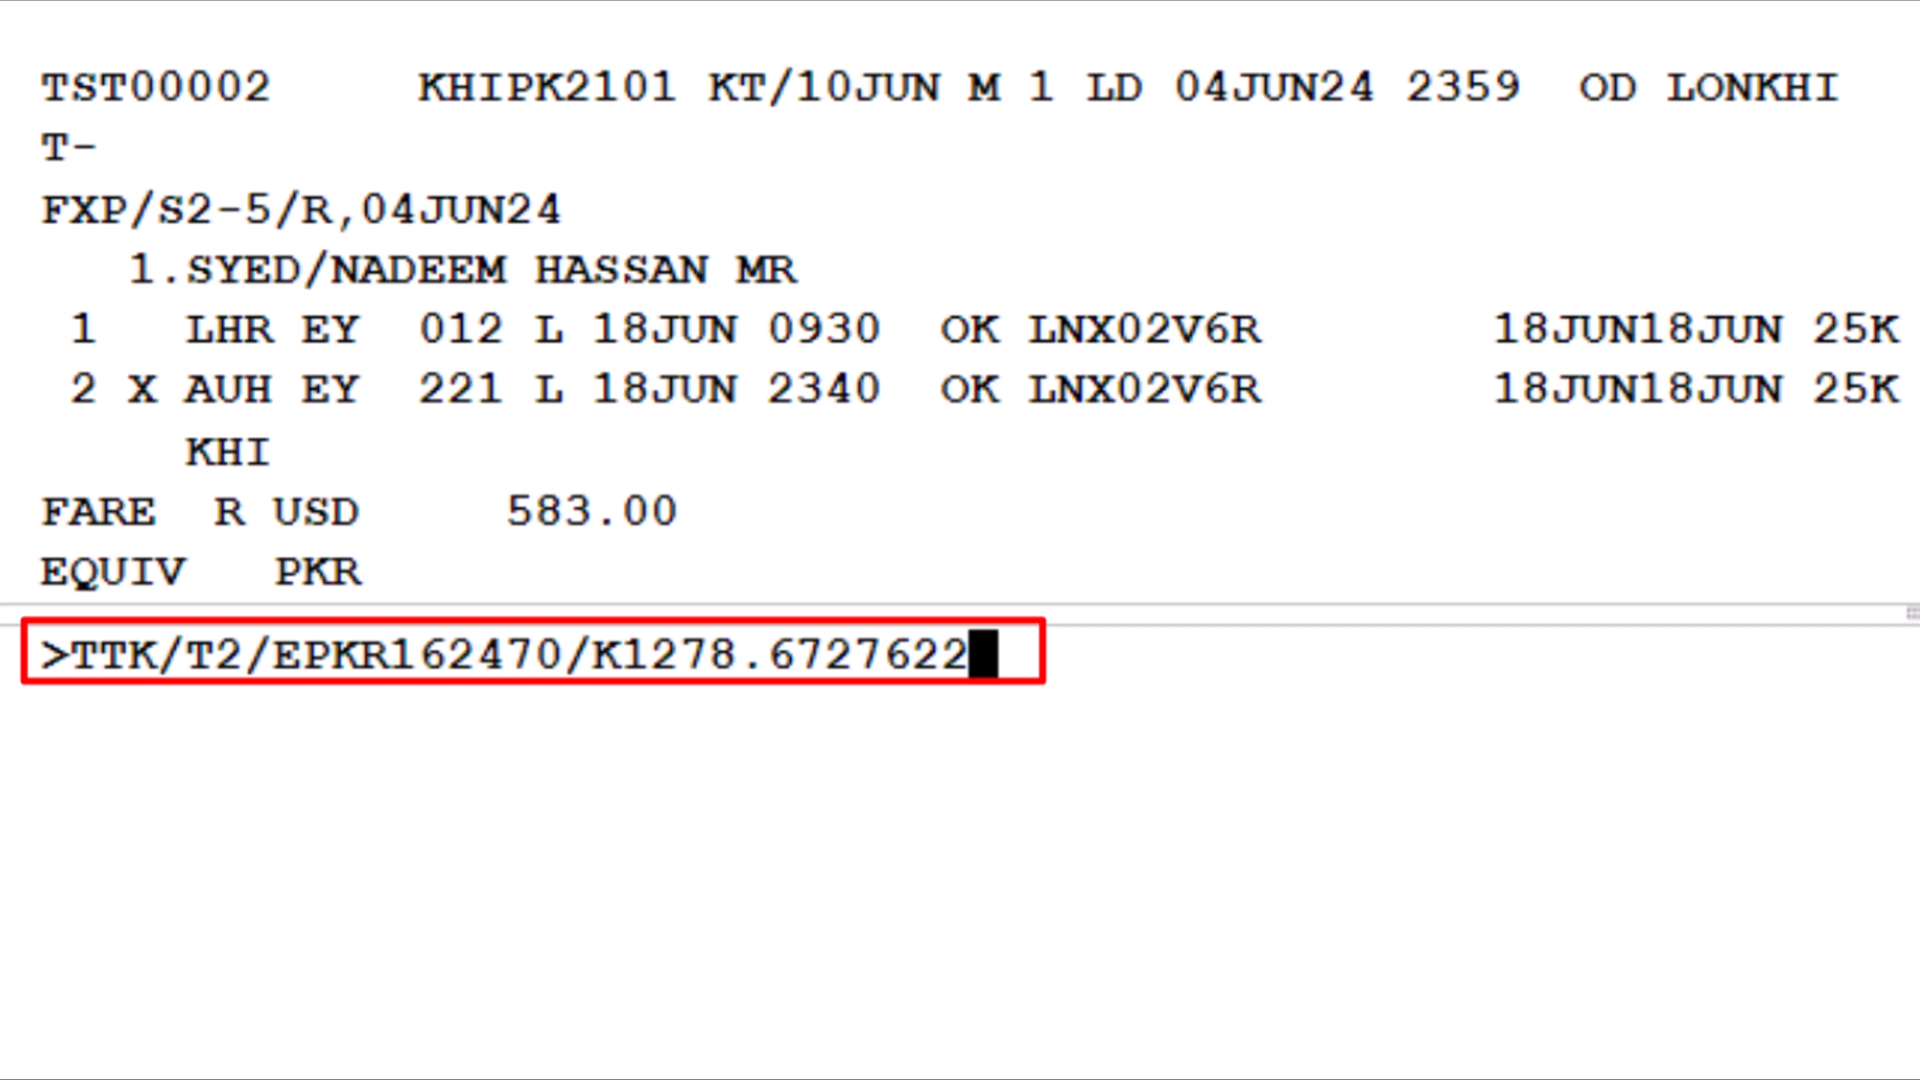 TST00002     KHIPK2101 KT/10JUN M 1 LD 04JUN24 2359  OD LONKHI
T-
FXP/S2-5/R,04JUN24
   1.SYED/NADEEM HASSAN MR
 1   LHR EY  012 L 18JUN 0930  OK LNX02V6R        18JUN18JUN 25K
 2 X AUH EY  221 L 18JUN 2340  OK LNX02V6R        18JUN18JUN 25K
     KHI
FARE  R USD     583.00
EQUIV   PKR
>TTK/T2/EPKR162470/K1278.6727622